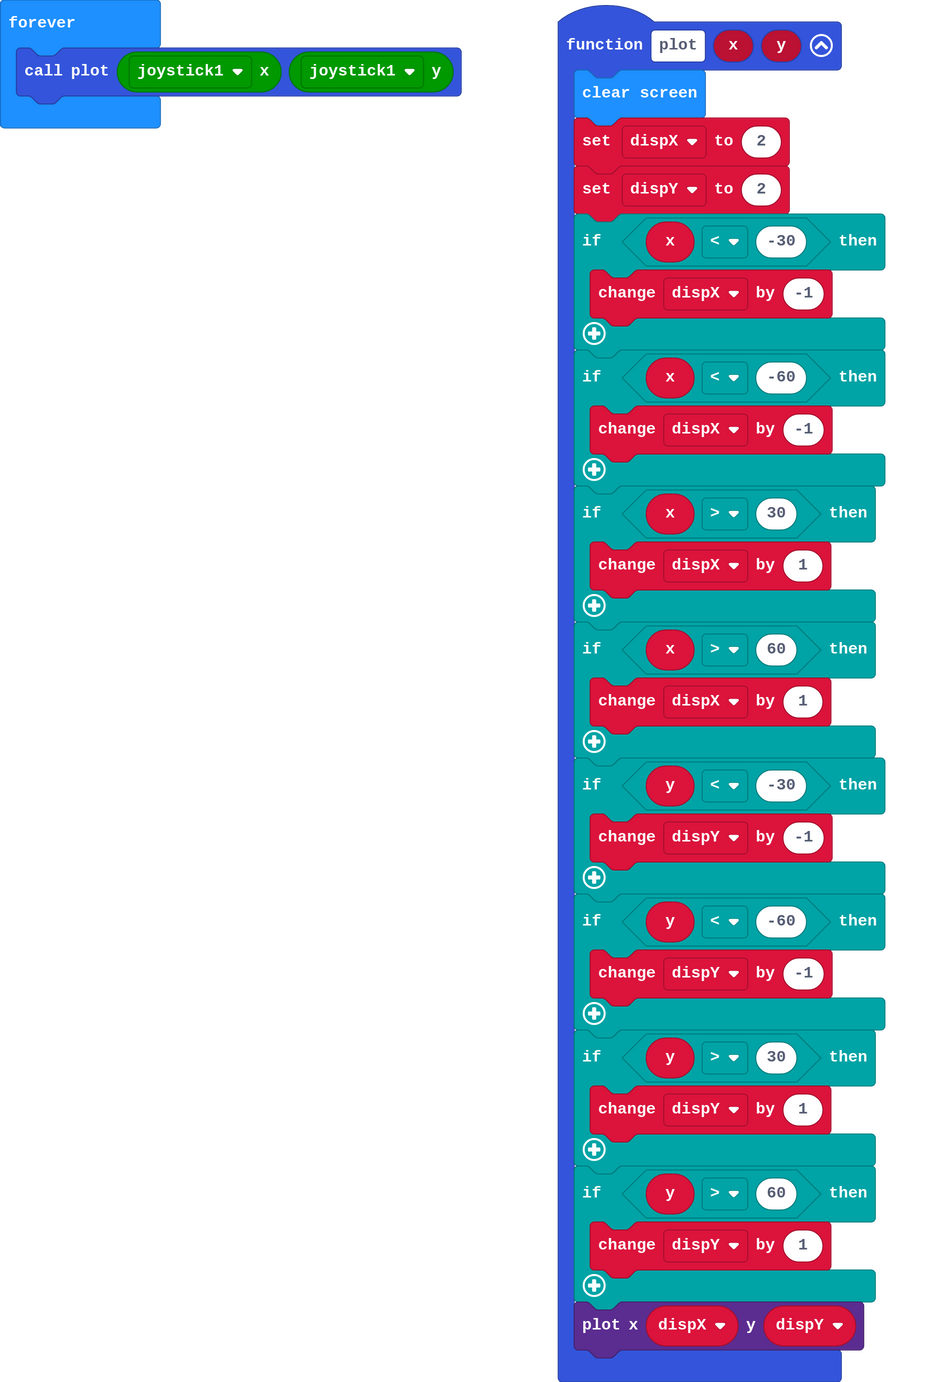 forever
call plot joystick1 x joystick1 y
function plot x y
clear screen
set dispX to 2
set dispY to 2
if x < -30 then
change dispX by -1
if x < -60 then
change dispX by -1
if x > 30 then
change dispX by 1
if x > 60 then
change dispX by 1
if y < -30 then
change dispY by -1
if y < -60 then
change dispY by -1
if y > 30 then
change dispY by 1
if y > 60 then
change dispY by 1
plot x dispX y dispY